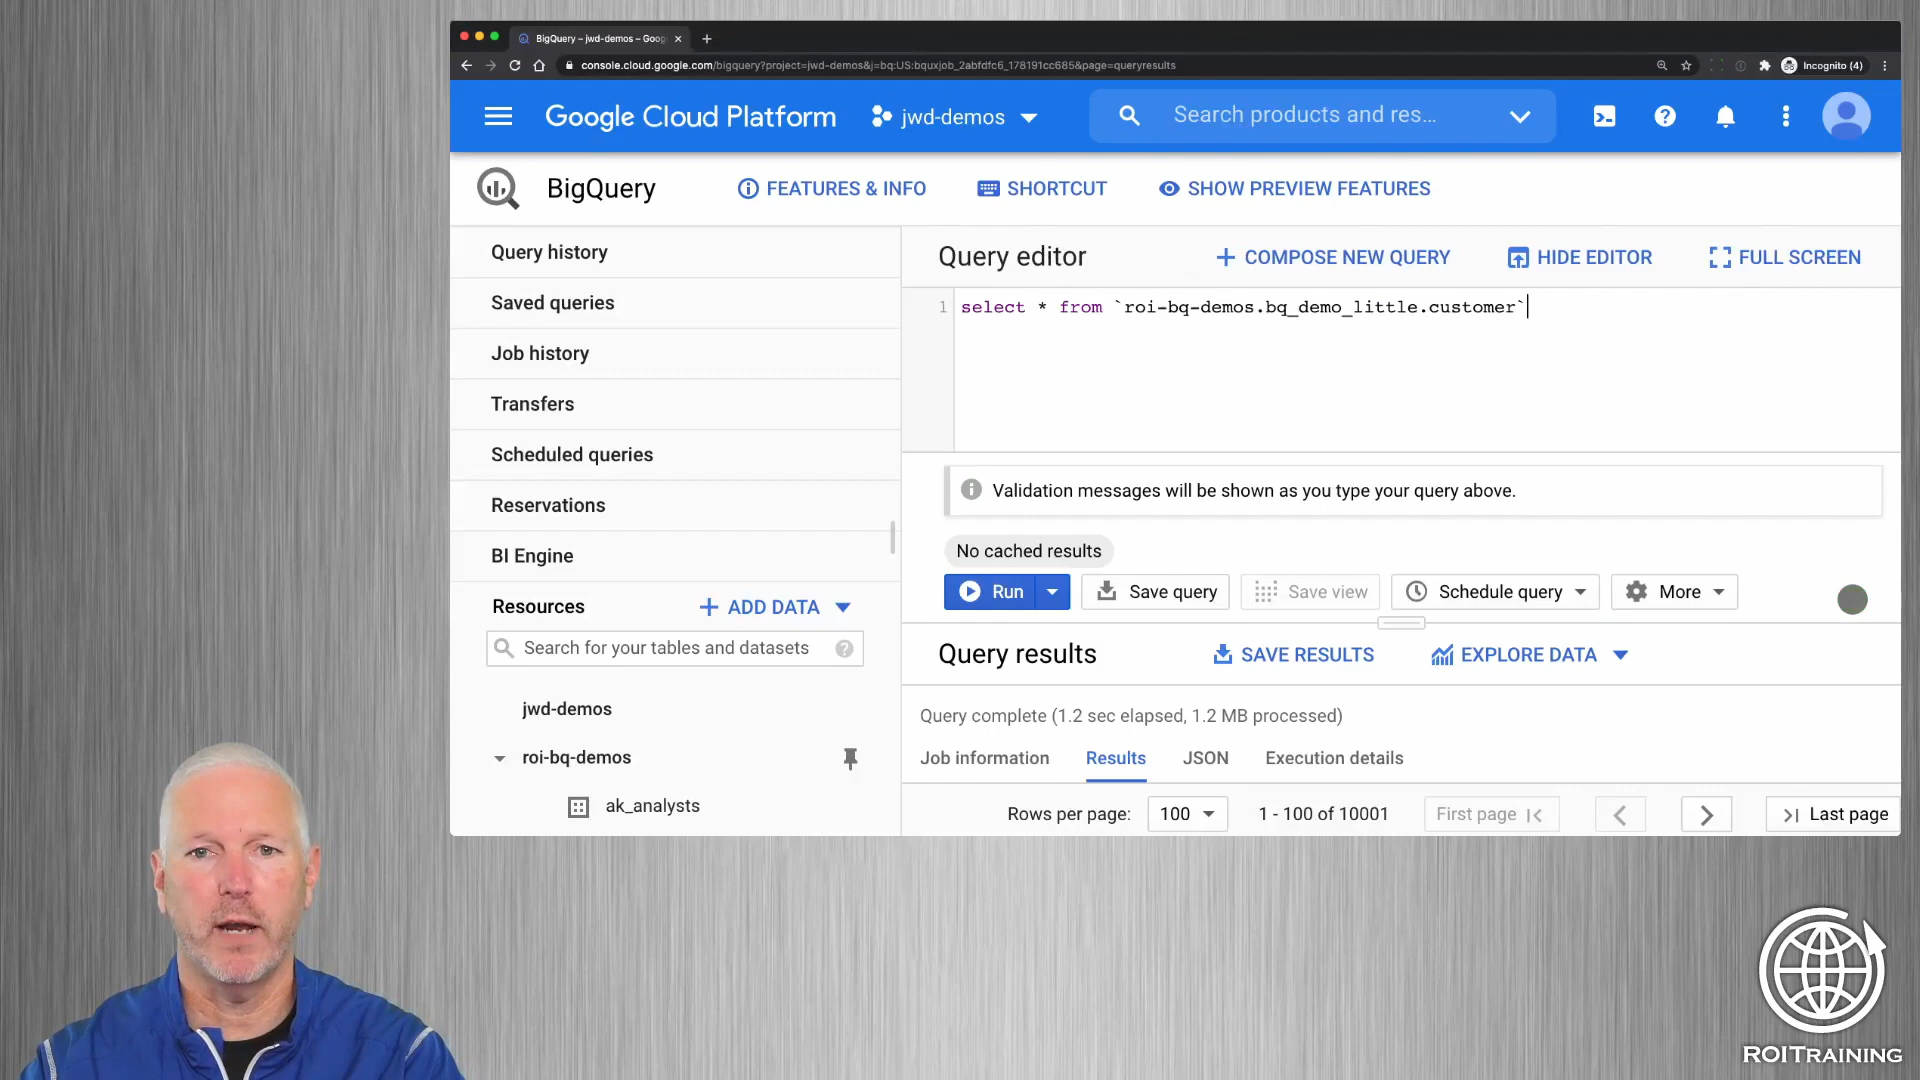 BigQuery – jwd-demos – Goog
console.cloud.google.com/bigquery?project=jwd-demos&j=bq:US:bquxjob_2abfdfc6_178191cc685&page=queryresults
Incognito (4)
Google Cloud Platform
jwd-demos
Search products and res...
BigQuery
FEATURES & INFO
SHORTCUT
SHOW PREVIEW FEATURES
Query history
Saved queries
Job history
Transfers
Scheduled queries
Reservations
BI Engine
Resources
ADD DATA
Search for your tables and datasets
jwd-demos
roi-bq-demos
ak_analysts
Query editor
COMPOSE NEW QUERY
HIDE EDITOR
FULL SCREEN
1 select * from `roi-bq-demos.bq_demo_little.customer`
Validation messages will be shown as you type your query above.
No cached results
Run
Save query
Save view
Schedule query
More
Query results
SAVE RESULTS
EXPLORE DATA
Query complete (1.2 sec elapsed, 1.2 MB processed)
Job information
Results
JSON
Execution details
Rows per page:
100
1 - 100 of 10001
First page
Last page
ROITRAINING